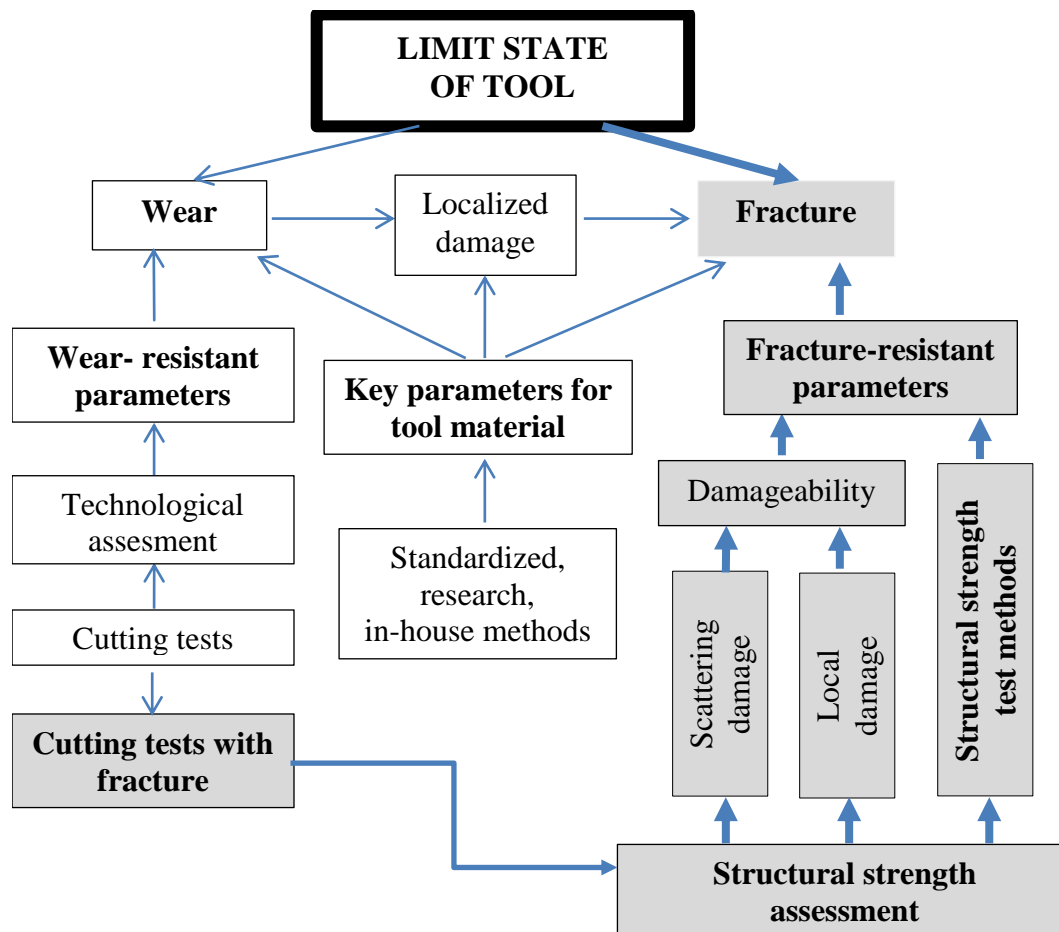 LIMIT STATE
OF TOOL
Wear
Localized
damage
Fracture
Wear- resistant
parameters
Key parameters for
tool material
Fracture-resistant
parameters
Technological
assesment
Standardized,
research,
in-house methods
Damageability
Cutting tests
Scattering
damage
Local
damage
Structural strength
test methods
Cutting tests with
fracture
Structural strength
assessment